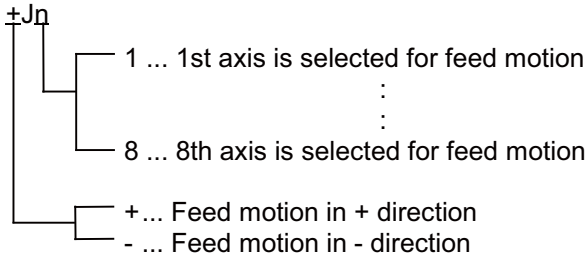 +Jn
1 ... 1st axis is selected for feed motion
:
:
8 ... 8th axis is selected for feed motion
+... Feed motion in + direction
- ... Feed motion in - direction